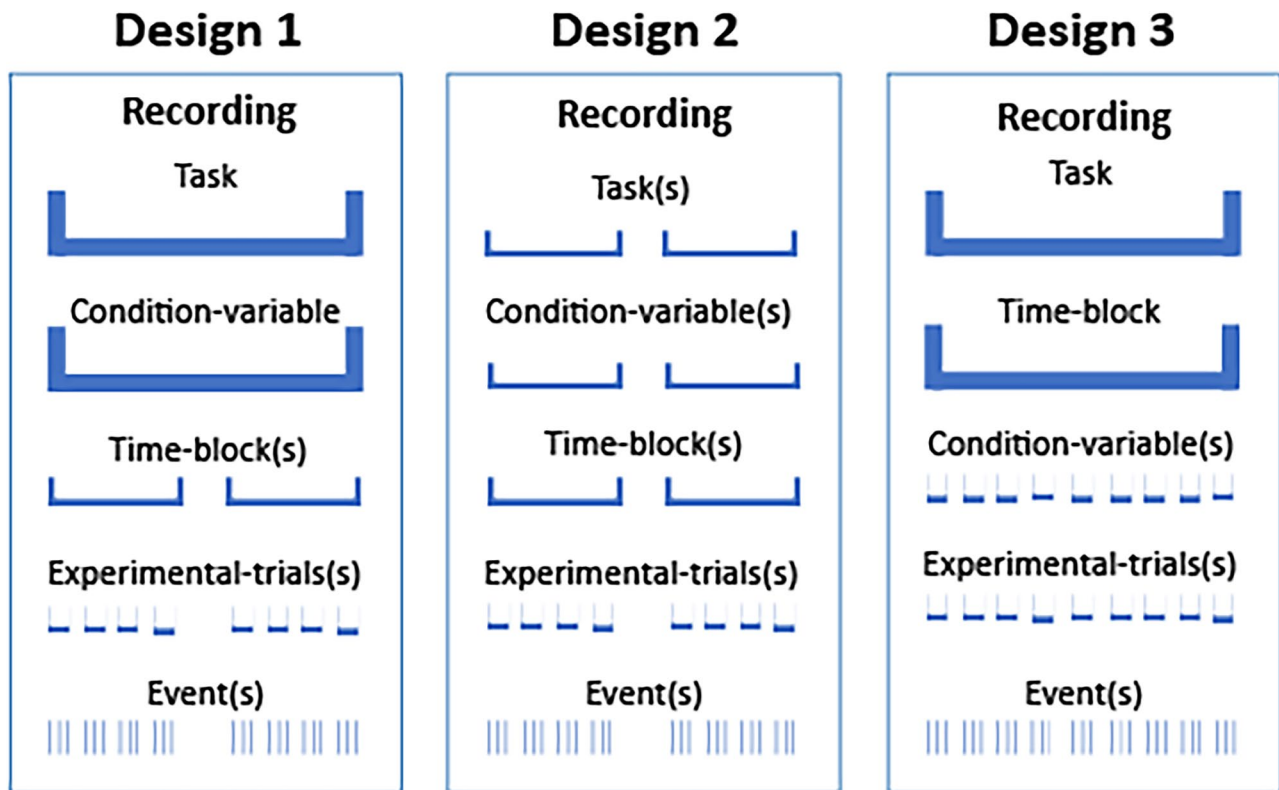 Design 1
Recording
Task
Condition-variable
Time-block(s)
Experimental-trials(s)
Event(s)
Design 2
Recording
Task(s)
Condition-variable(s)
Time-block(s)
Experimental-trials(s)
Event(s)
Design 3
Recording
Task
Time-block
Condition-variable(s)
Experimental-trials(s)
Event(s)